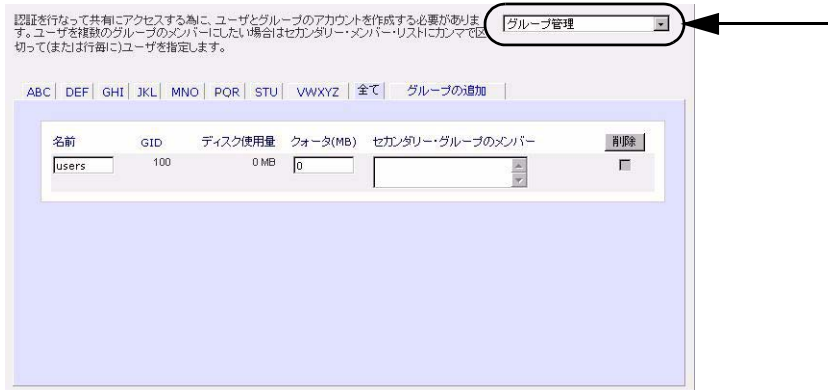 認証を行なって共有にアクセスする為に、ユーザとグループのアカウントを作成する必要がありま
す。ユーザを複数のグループのメンバーにしたい場合はセカンダリー・メンバー・リストにカンマで区
切って(または行毎に)ユーザを指定します。
グループ管理
ABC DEF GHI JKL MNO PQR STU VWXYZ 全て グループの追加
名前 GID ディスク使用量 クォータ(MB) セカンダリー・グループのメンバー 削除
users 100 0 MB 0